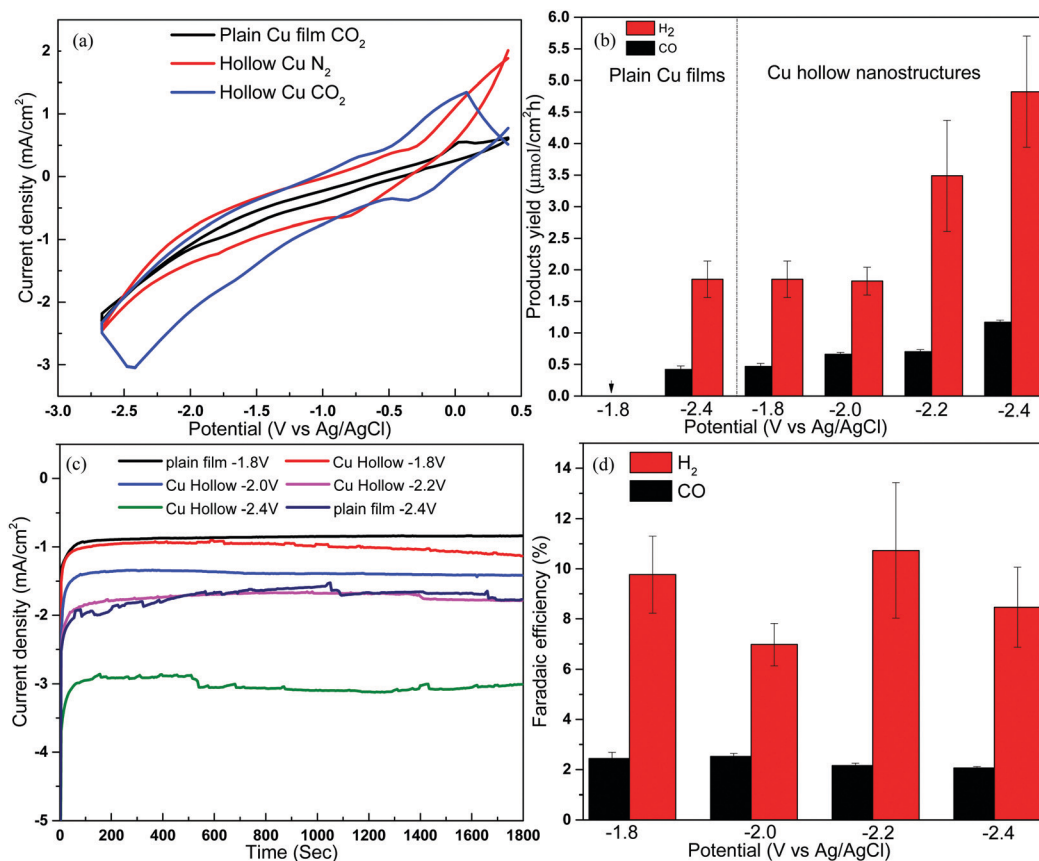 (a)
Plain Cu film CO₂
Hollow Cu N₂
Hollow Cu CO₂
Current density (mA/cm²)
2
1
0
-1
-2
-3
-3.0 -2.5 -2.0 -1.5 -1.0 -0.5 0.0 0.5
Potential (V vs Ag/AgCl)
(b)
H₂
CO
Plain Cu films
Cu hollow nanostructures
Products yield (μmol/cm²h)
6.0
5.5
5.0
4.5
4.0
3.5
3.0
2.5
2.0
1.5
1.0
0.5
0.0
-1.8 -2.4 -1.8 -2.0 -2.2 -2.4
Potential (V vs Ag/AgCl)
(c)
plain film -1.8V Cu Hollow -1.8V
Cu Hollow -2.0V Cu Hollow -2.2V
Cu Hollow -2.4V plain film -2.4V
Current density (mA/cm²)
0
-1
-2
-3
-4
-5
0 200 400 600 800 1000 1200 1400 1600 1800
Time (Sec)
(d)
H₂
CO
Faradaic efficiency (%)
14
12
10
8
6
4
2
0
-1.8 -2.0 -2.2 -2.4
Potential (V vs Ag/AgCl)